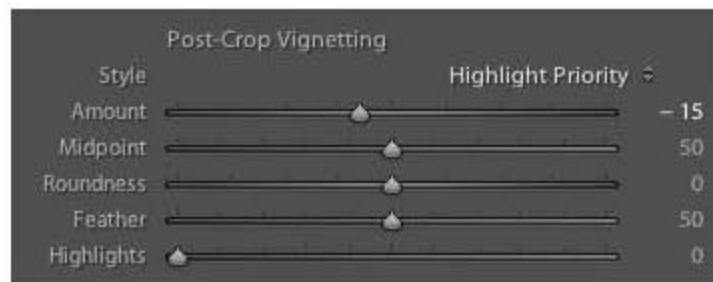 Post-Crop Vignetting
Style Highlight Priority
Amount – 15
Midpoint 50
Roundness 0
Feather 50
Highlights 0